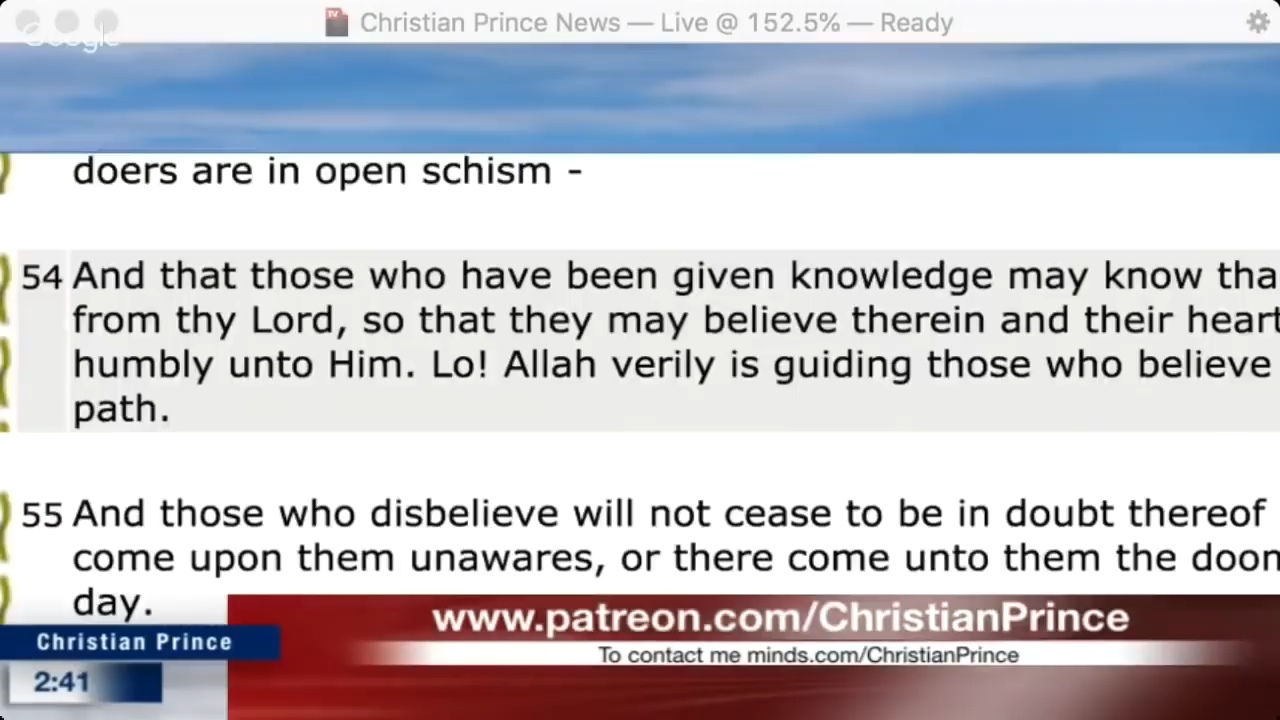 Christian Prince News — Live @ 152.5% — Ready
Google
doers are in open schism -
54 And that those who have been given knowledge may know tha
from thy Lord, so that they may believe therein and their heart
humbly unto Him. Lo! Allah verily is guiding those who believe
path.
55 And those who disbelieve will not cease to be in doubt thereof
come upon them unawares, or there come unto them the doom
day.
www.patreon.com/ChristianPrince
To contact me minds.com/ChristianPrince
Christian Prince
2:41